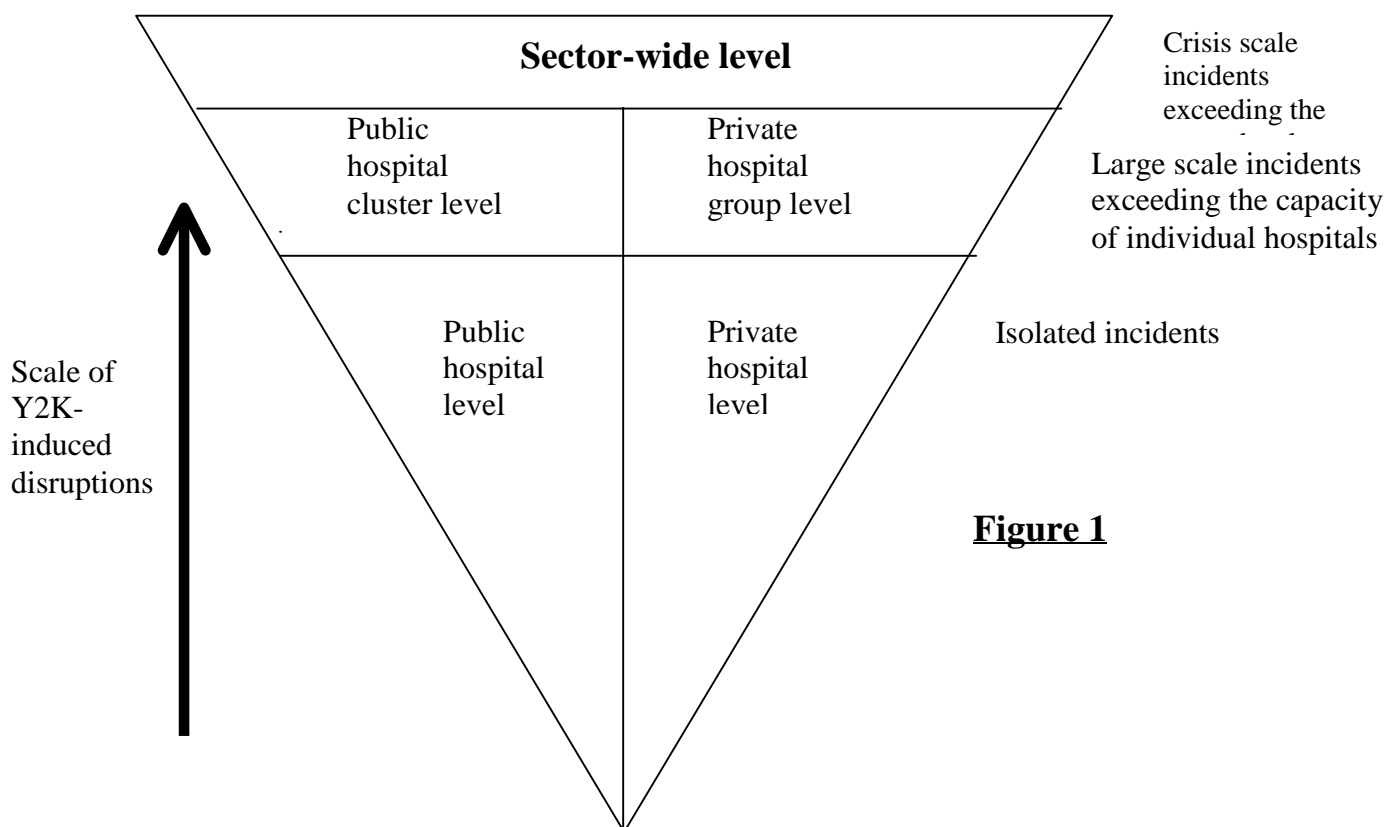 Sector-wide level
Crisis scale
incidents
exceeding the
Public
hospital
cluster level
Private
hospital
group level
Large scale incidents
exceeding the capacity
of individual hospitals
Public
hospital
level
Private
hospital
level
Isolated incidents
Scale of
Y2K-
induced
disruptions
Figure 1